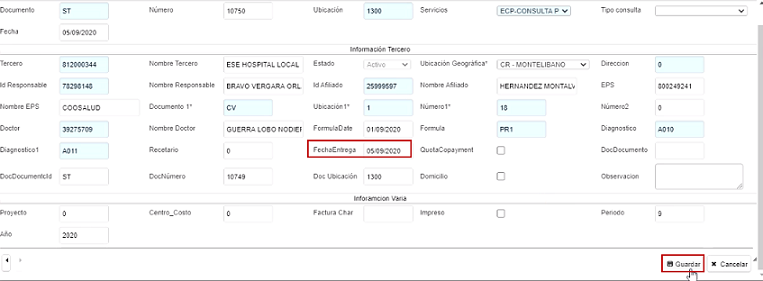 Documento ST Número 10750 Ubicación 1300 Servicios ECP-CONSULTA P Tipo consulta
Fecha 05/09/2020
Información Tercero
Tercero 812000344 Nombre Tercero ESE HOSPITAL LOCAL Estado Activo Ubicación Geográfica* CR - MONTELIBANO Direccion 0
Id Responsable 78298148 Nombre Responsable BRAVO VERGARA ORL Id Afiliado 25999597 Nombre Afiliado HERNANDEZ MONTALV EPS 800249241
Nombre EPS COOSALUD Documento 1* CV Ubicación1* 1 Número1* 18 Número2 0
Doctor 39275709 Nombre Doctor GUERRA LOBO NODIER FormulaDate 01/09/2020 Formula PR1 Diagnostico A010
Diagnostico1 A011 Recetario 0 FechaEntrega 05/09/2020 QuotaCopayment DocDocumento
DocDocumentcId ST DocNúmero 10749 Doc Ubicación 1300 Domicilio Observacion
Inforamcion Varia
Proyecto 0 Centro_Costo 0 Factura Char Impreso Periodo 9
Año 2020
Guardar Cancelar